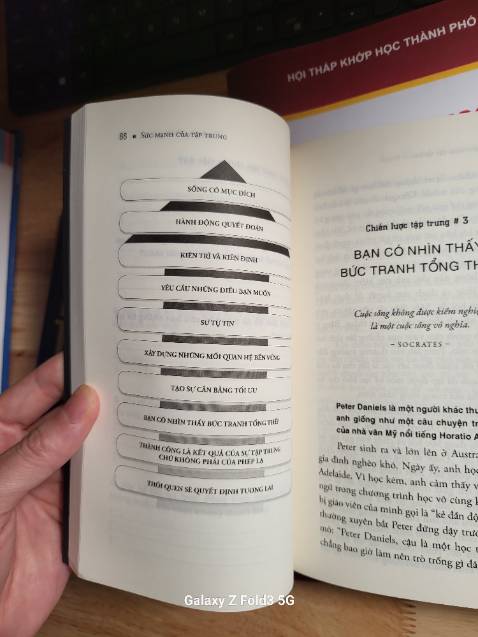 HỘI THẤP KHỚP HỌC THÀNH PHỐ
88 • SỨC MẠNH CỦA TẬP TRUNG
SỐNG CÓ MỤC ĐÍCH
HÀNH ĐỘNG QUYẾT ĐOÁN
KIÊN TRÌ VÀ KIÊN ĐỊNH
YÊU CẦU NHỮNG ĐIỀU BẠN MUỐN
SỰ TỰ TIN
XÂY DỰNG NHỮNG MỐI QUAN HỆ BỀN VỮNG
TẠO SỰ CÂN BẰNG TỐI ƯU
BẠN CÓ NHÌN THẤY BỨC TRANH TỔNG THỂ
THÀNH CÔNG LÀ KẾT QUẢ CỦA SỰ TẬP TRUNG
CHỨ KHÔNG PHẢI CỦA PHÉP LẠ
THÓI QUEN SẼ QUYẾT ĐỊNH TƯƠNG LAI
Chiến lược tập trung # 3
BẠN CÓ NHÌN THẤY
BỨC TRANH TỔNG TH
Cuộc sống không được kiểm nghiệ
là một cuộc sống vô nghĩa.
– SOCRATES –
Peter Daniels là một người khác thư
anh giống như một câu chuyện tr
của nhà văn Mỹ nổi tiếng Horatio A
Peter sinh ra và lớn lên ở Austra
gia đình nghèo khó. Ngày ấy, anh học
Adelaide. Vì học kém, anh cảm thấy v
ngữ trong chương trình học vô cùng k
bị giáo viên của mình gọi là “kẻ đần độ
thường xuyên bắt Peter đứng dậy trướ
mó: “Peter Daniels, cậu là một học t
chẳng bao giờ làm nên trò trống gì đâ
Galaxy Z Fold3 5G